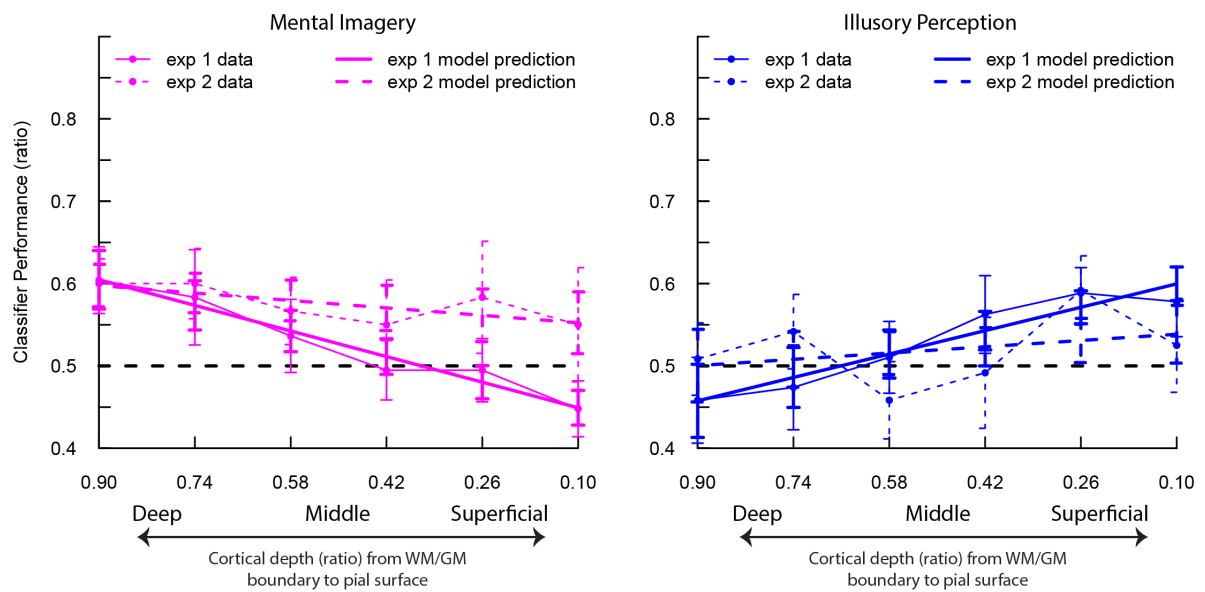 Mental Imagery
exp 1 data
exp 1 model prediction
exp 2 data
exp 2 model prediction
Classifier Performance (ratio)
0.8
0.7
0.6
0.5
0.4
0.90 0.74 0.58 0.42 0.26 0.10
Deep Middle Superficial
Cortical depth (ratio) from WM/GM
boundary to pial surface
Illusory Perception
exp 1 data
exp 1 model prediction
exp 2 data
exp 2 model prediction
0.8
0.7
0.6
0.5
0.4
0.90 0.74 0.58 0.42 0.26 0.10
Deep Middle Superficial
Cortical depth (ratio) from WM/GM
boundary to pial surface